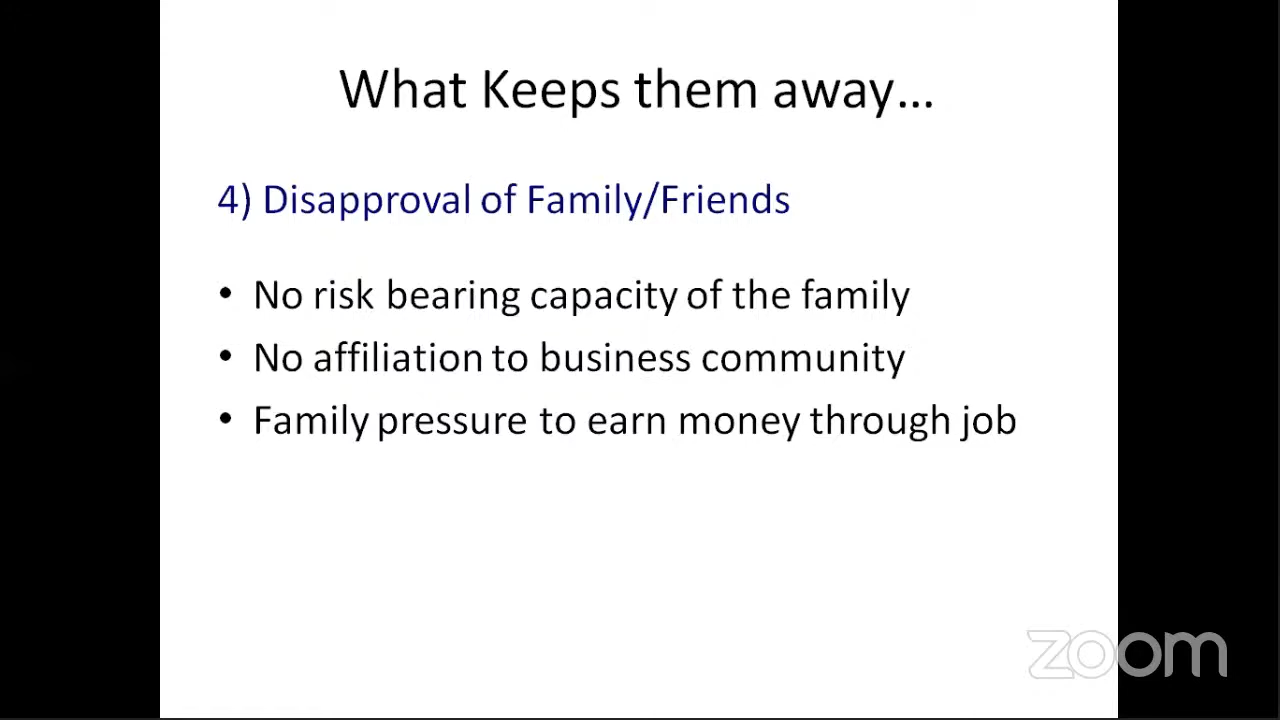 What Keeps them away...
4) Disapproval of Family/Friends
• No risk bearing capacity of the family
• No affiliation to business community
• Family pressure to earn money through job
zoom